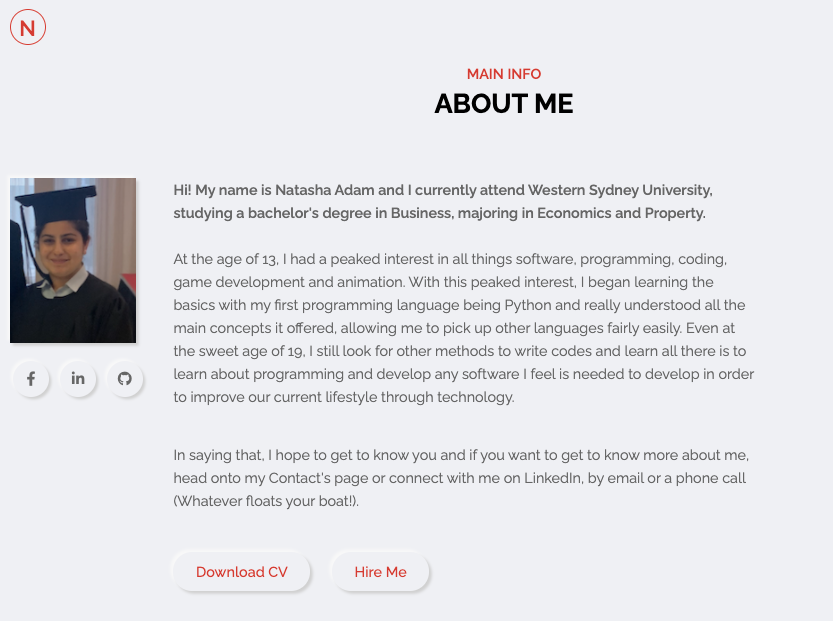 N
MAIN INFO
ABOUT ME
Hi! My name is Natasha Adam and I currently attend Western Sydney University,
studying a bachelor's degree in Business, majoring in Economics and Property.
At the age of 13, I had a peaked interest in all things software, programming, coding,
game development and animation. With this peaked interest, I began learning the
basics with my first programming language being Python and really understood all the
main concepts it offered, allowing me to pick up other languages fairly easily. Even at
the sweet age of 19, I still look for other methods to write codes and learn all there is to
learn about programming and develop any software I feel is needed to develop in order
to improve our current lifestyle through technology.
In saying that, I hope to get to know you and if you want to get to know more about me,
head onto my Contact's page or connect with me on LinkedIn, by email or a phone call
(Whatever floats your boat!).
Download CV
Hire Me